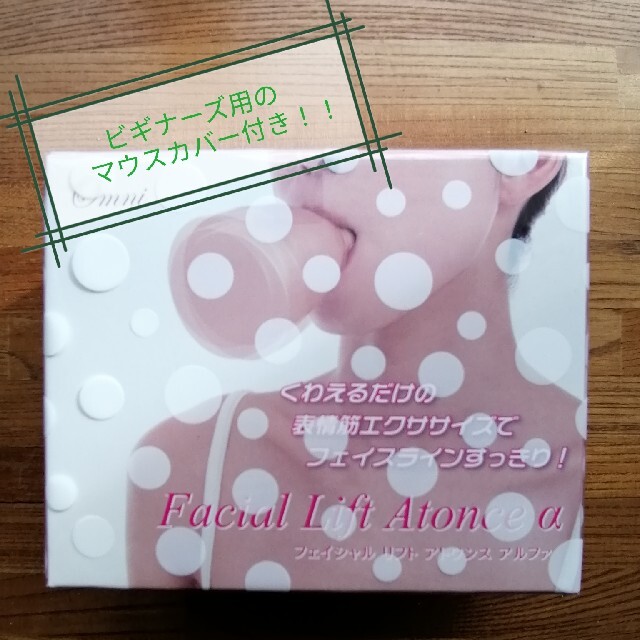 ビギナーズ用の
マウスカバー付き！！
Omni
くわえるだけの
表情筋エクササイズで
フェイスラインすっきり！
Facial Lift Atonce α
フェイシャル リフト アトワンス アルファ